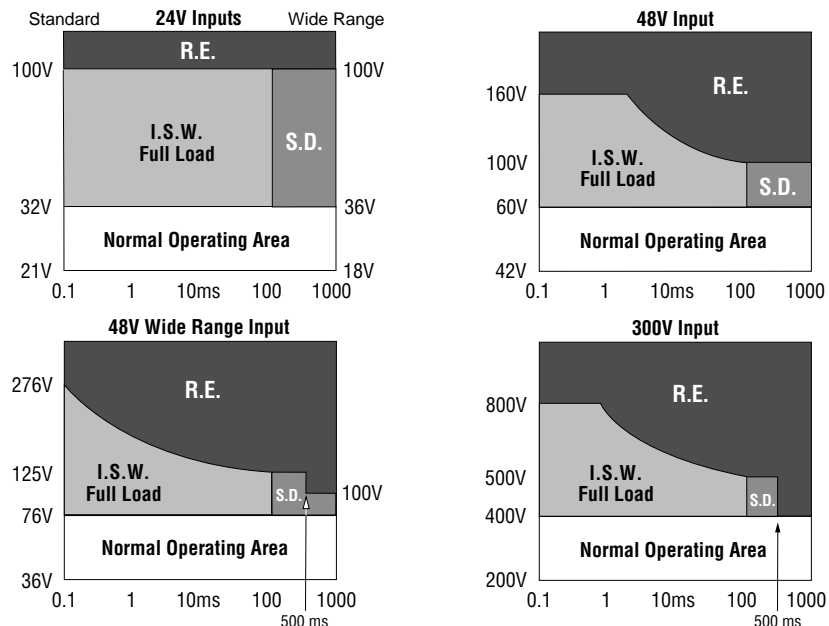 24V Inputs
Standard
Wide Range
R.E.
100V
100V
I.S.W.
Full Load
S.D.
32V
36V
Normal Operating Area
21V
18V
0.1 1 10ms 100 1000
48V Input
R.E.
160V
I.S.W.
Full Load
100V
S.D.
60V
Normal Operating Area
42V
0.1 1 10ms 100 1000
48V Wide Range Input
276V
R.E.
125V
I.S.W.
Full Load
S.D.
100V
76V
Normal Operating Area
36V
0.1 1 10ms 100 1000
500 ms
300V Input
800V
R.E.
I.S.W.
Full Load
500V
S.D.
400V
Normal Operating Area
200V
0.1 1 10ms 100 1000
500 ms